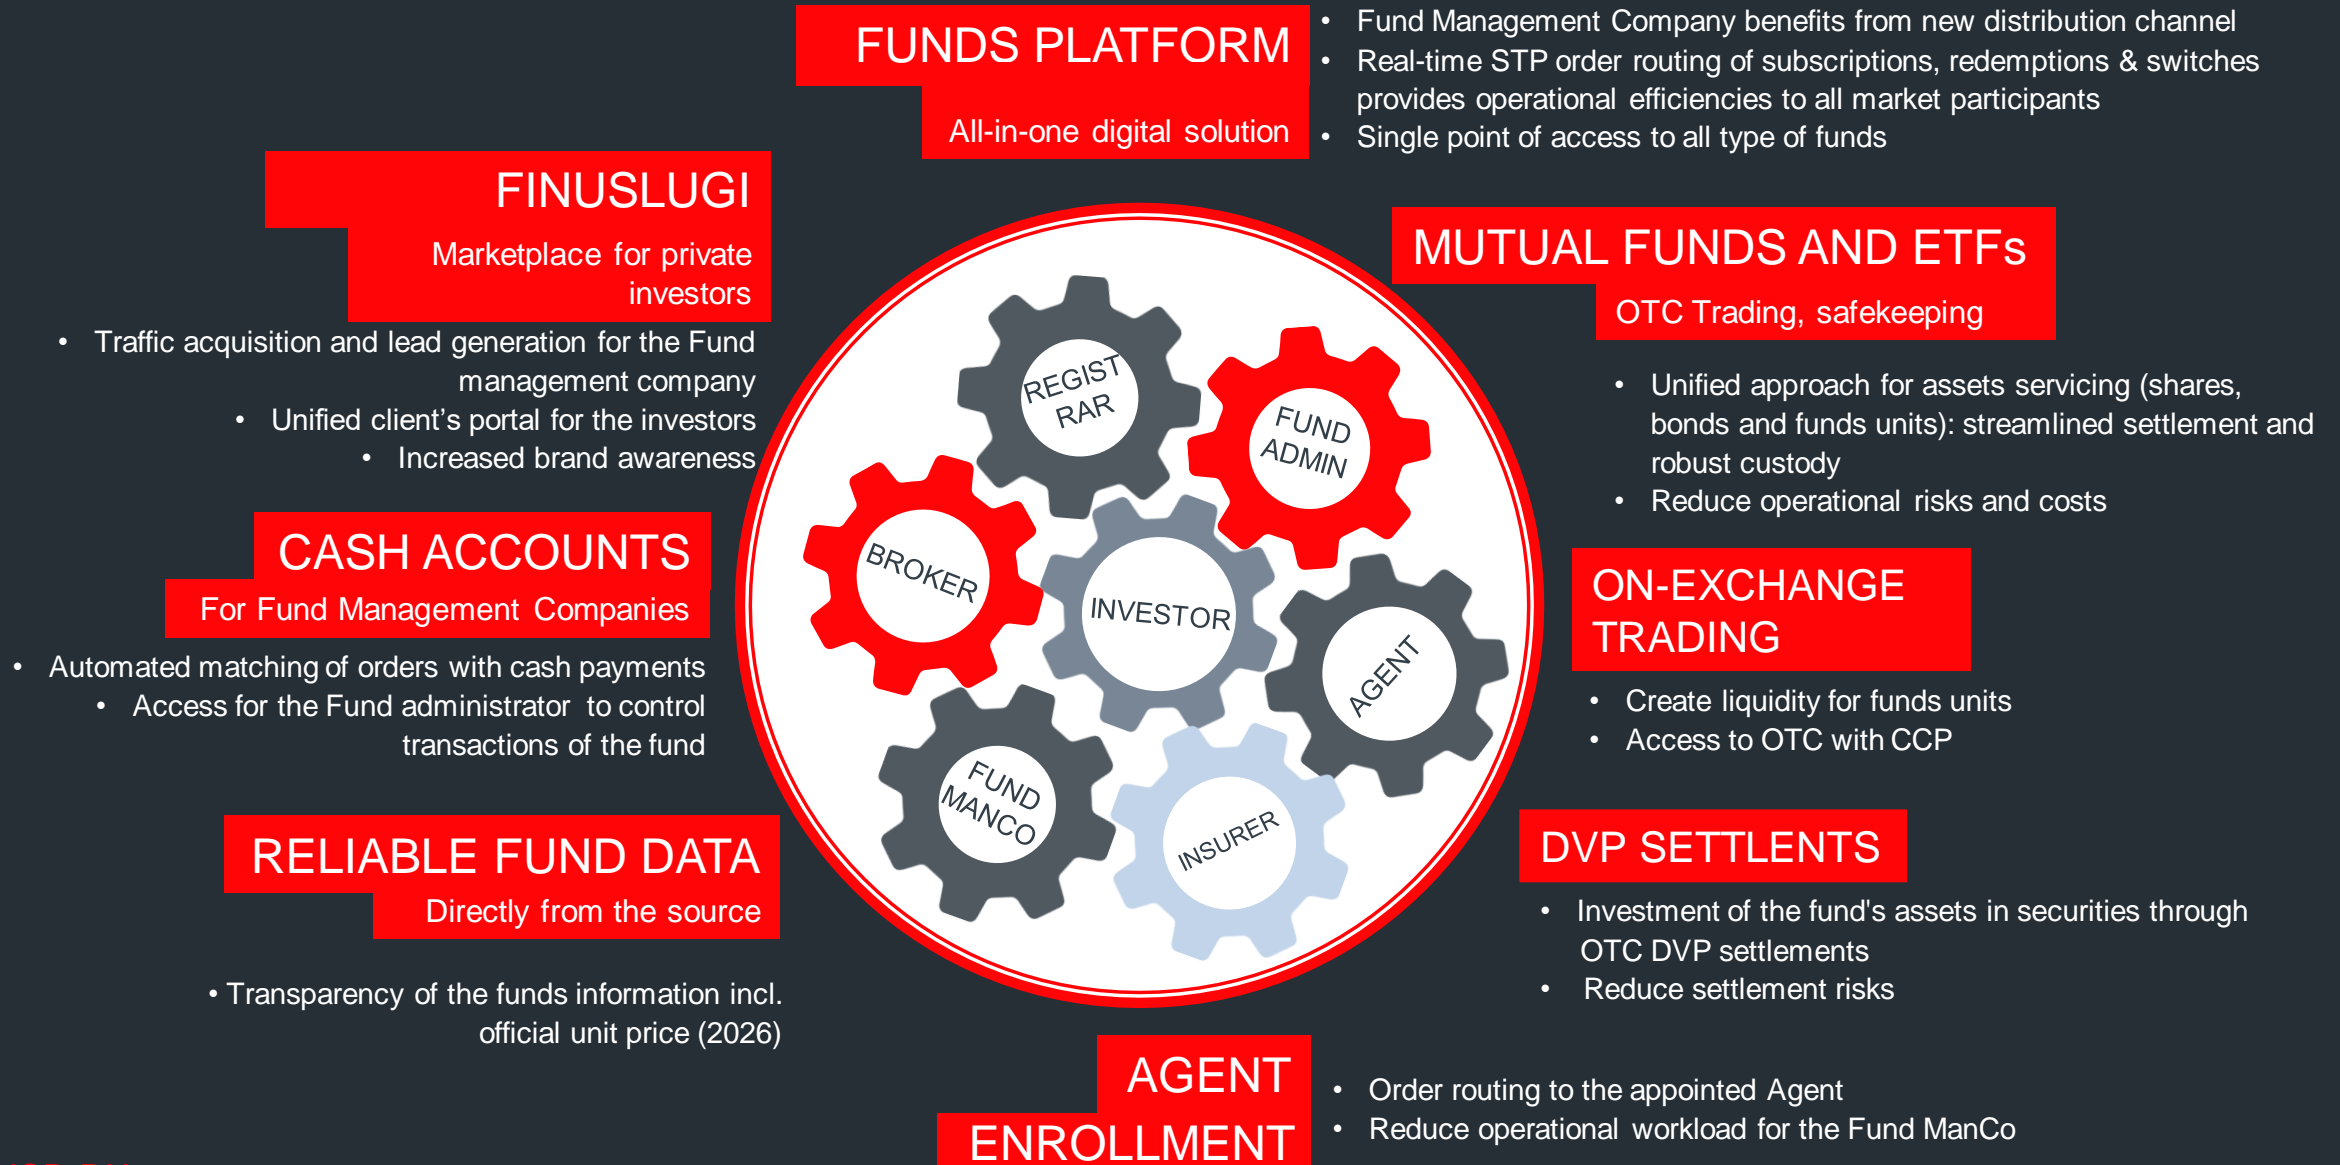 FUNDS PLATFORM
All-in-one digital solution
• Fund Management Company benefits from new distribution channel
• Real-time STP order routing of subscriptions, redemptions & switches
provides operational efficiencies to all market participants
• Single point of access to all type of funds
FINUSLUGI
Marketplace for private
investors
• Traffic acquisition and lead generation for the Fund
management company
• Unified client’s portal for the investors
• Increased brand awareness
MUTUAL FUNDS AND ETFs
OTC Trading, safekeeping
• Unified approach for assets servicing (shares,
bonds and funds units): streamlined settlement and
robust custody
• Reduce operational risks and costs
CASH ACCOUNTS
For Fund Management Companies
• Automated matching of orders with cash payments
• Access for the Fund administrator to control
transactions of the fund
ON-EXCHANGE
TRADING
• Create liquidity for funds units
• Access to OTC with CCP
RELIABLE FUND DATA
Directly from the source
• Transparency of the funds information incl.
official unit price (2026)
DVP SETTLENTS
• Investment of the fund's assets in securities through
OTC DVP settlements
• Reduce settlement risks
REGIST
RAR
FUND
ADMIN
BROKER
INVESTOR
AGENT
FUND
MANCO
INSURER
AGENT
ENROLLMENT
• Order routing to the appointed Agent
• Reduce operational workload for the Fund ManCo